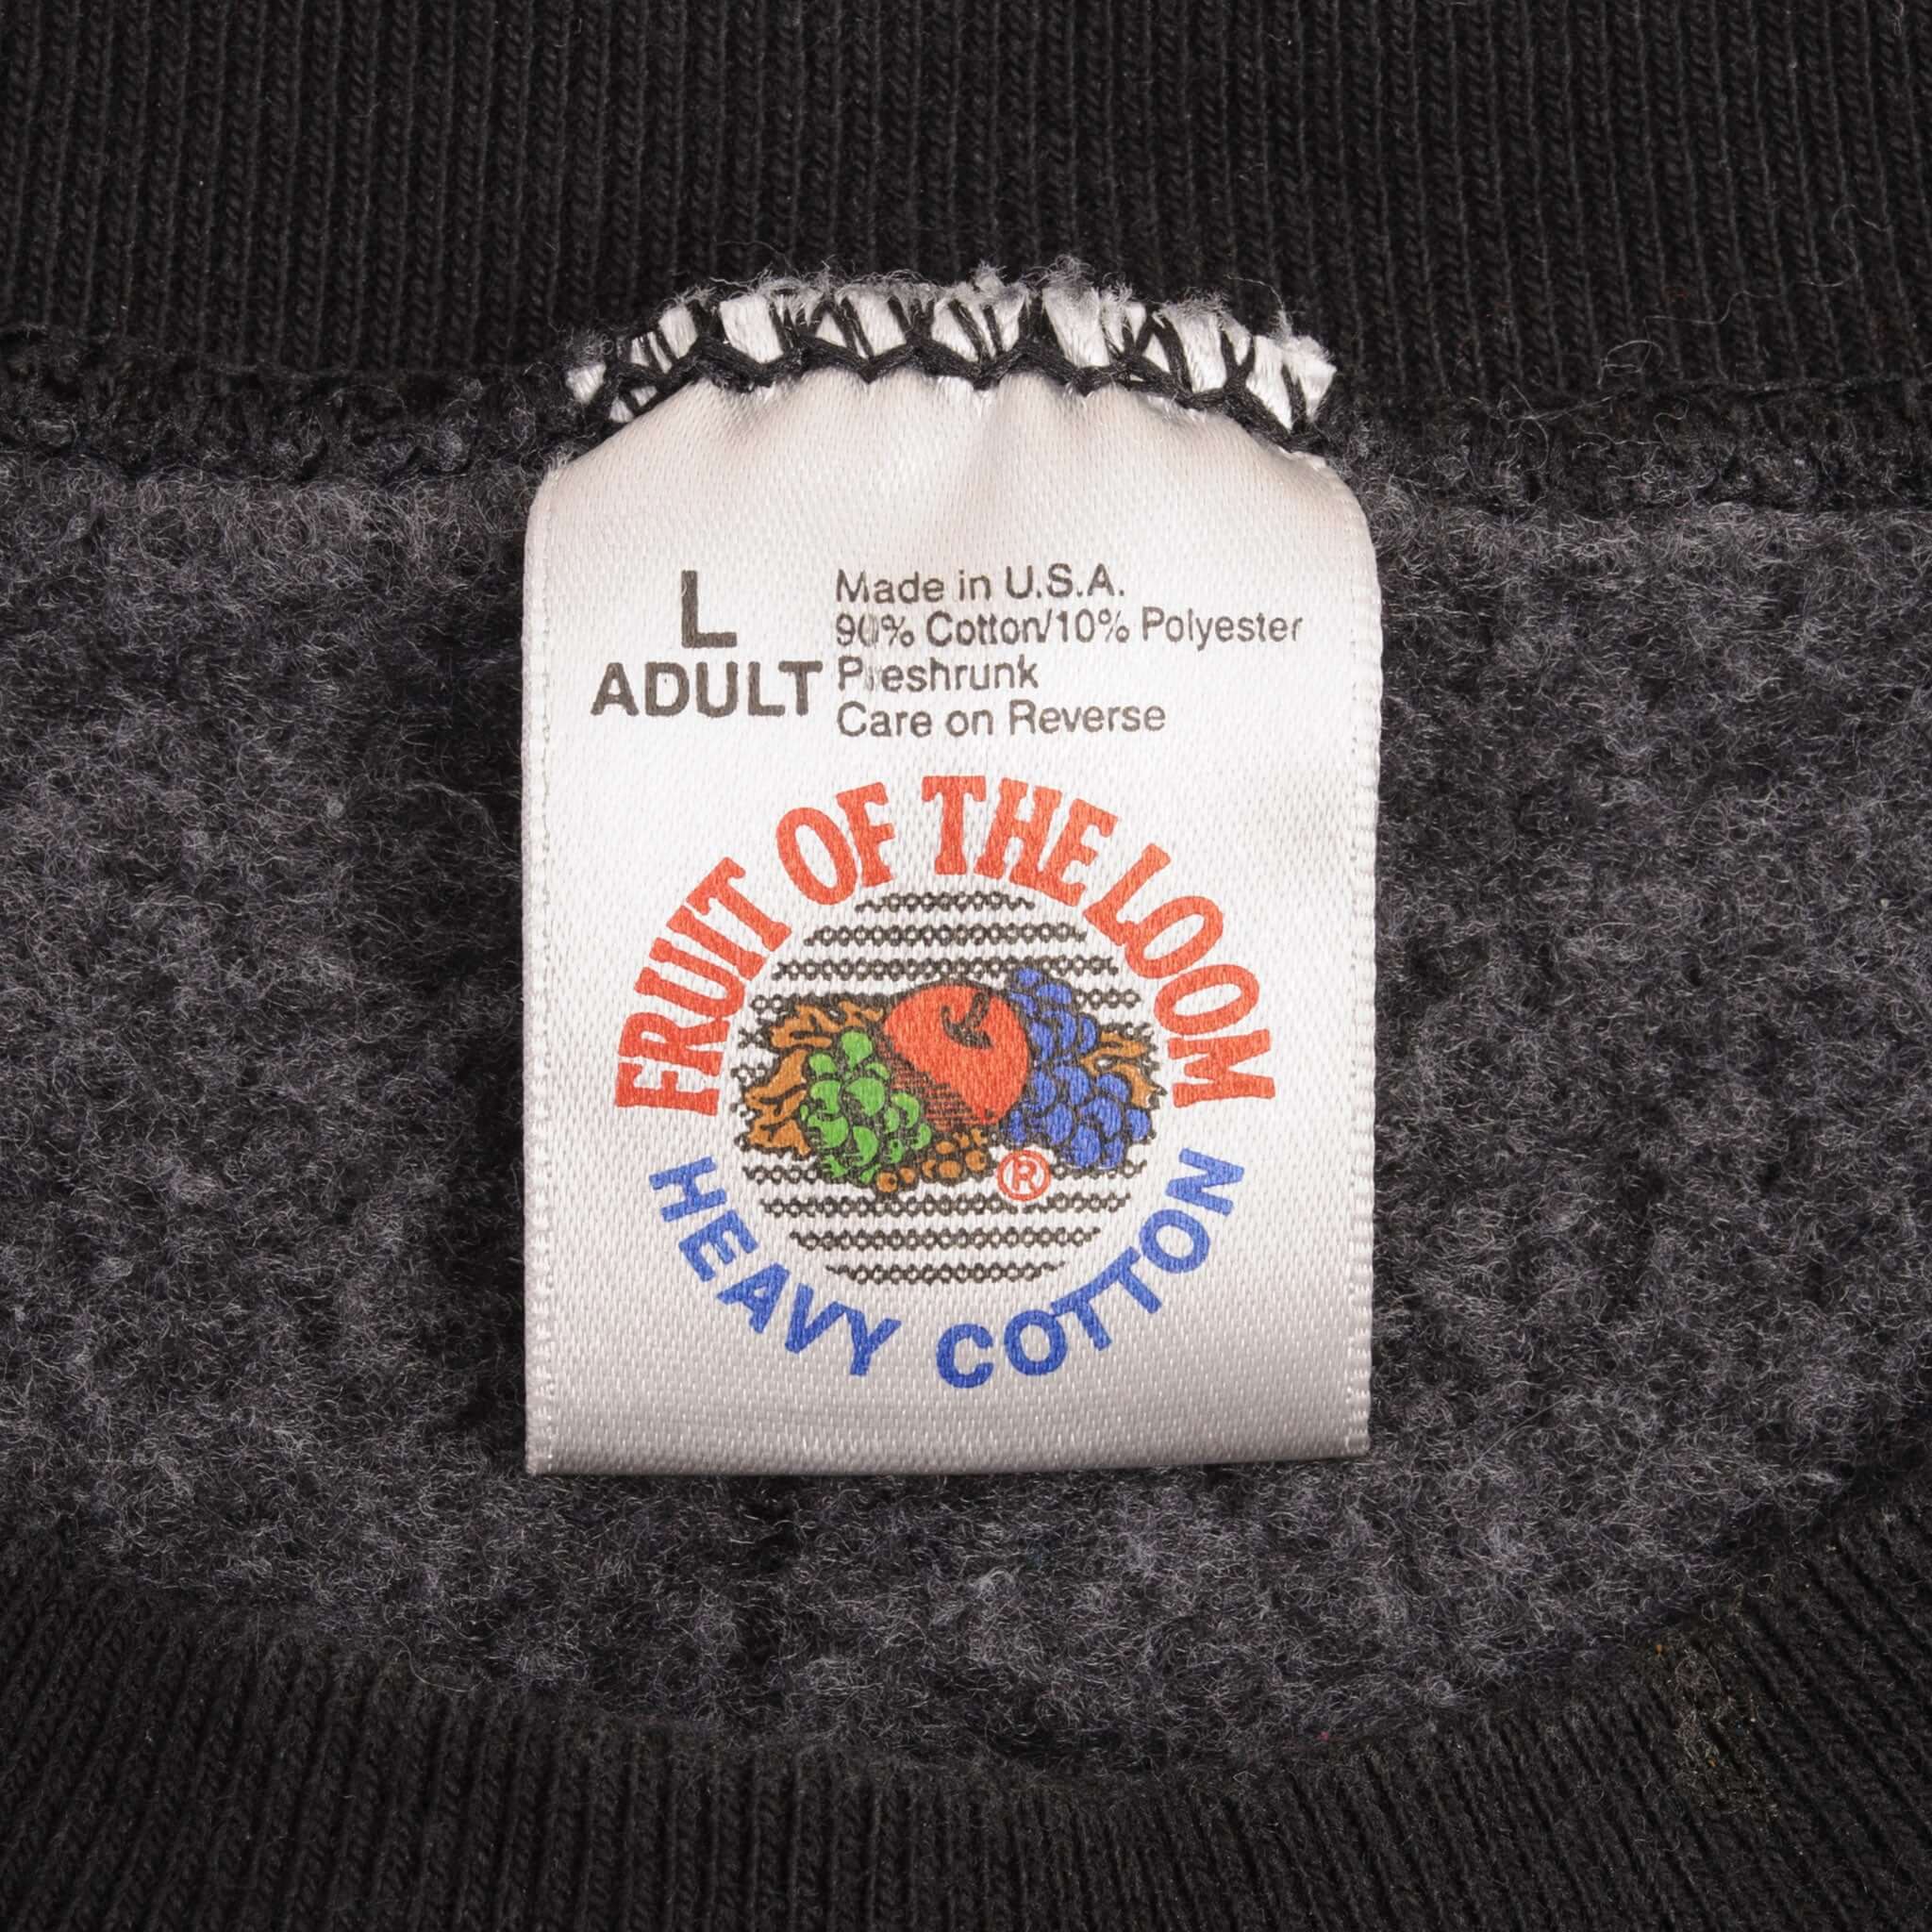 L
ADULT
Made in U.S.A.
90% Cotton/10% Polyester
Preshrunk
Care on Reverse
FRUIT OF THE LOOM
®
HEAVY COTTON